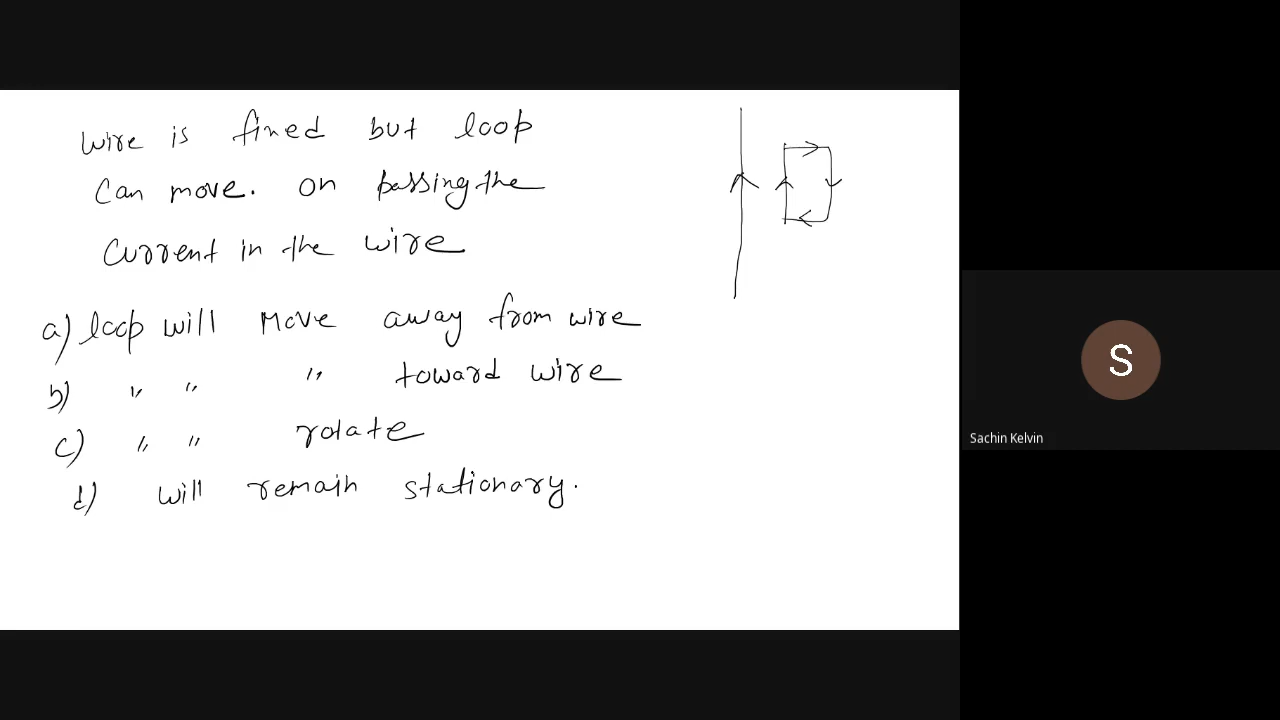 wire is fixed but loop
can move. on passing the
current in the wire
a) loop will move away from wire
b) " " " toward wire
c) " " rotate
d) will remain stationary.
S
Sachin Kelvin